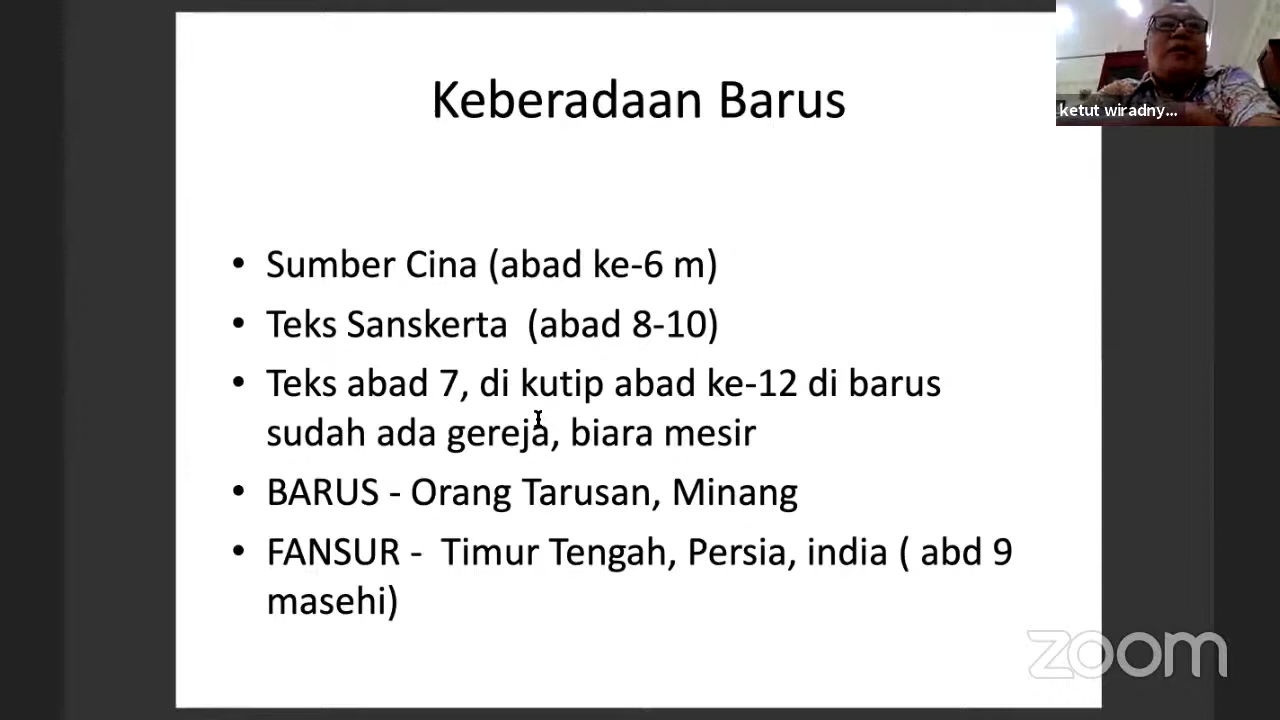 Keberadaan Barus
ketut wiradny...
• Sumber Cina (abad ke-6 m)
• Teks Sanskerta (abad 8-10)
• Teks abad 7, di kutip abad ke-12 di barus
sudah ada gereja, biara mesir
• BARUS - Orang Tarusan, Minang
• FANSUR - Timur Tengah, Persia, india ( abd 9
masehi)
zoom